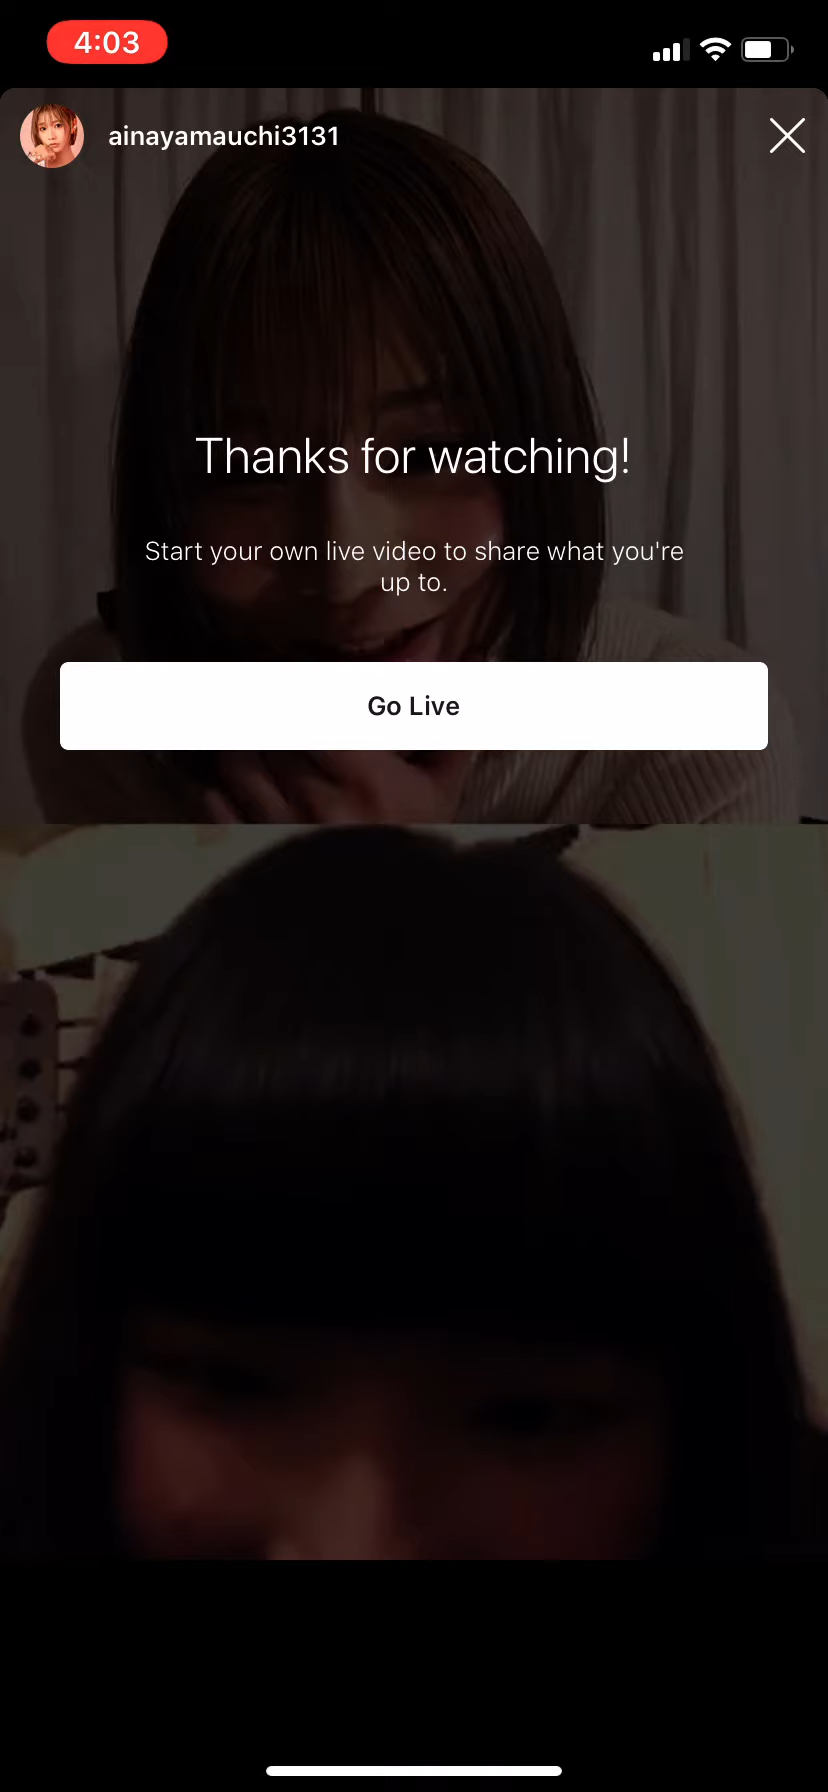 4:03
ainayamauchi3131
Thanks for watching!
Start your own live video to share what you're
up to.
Go Live